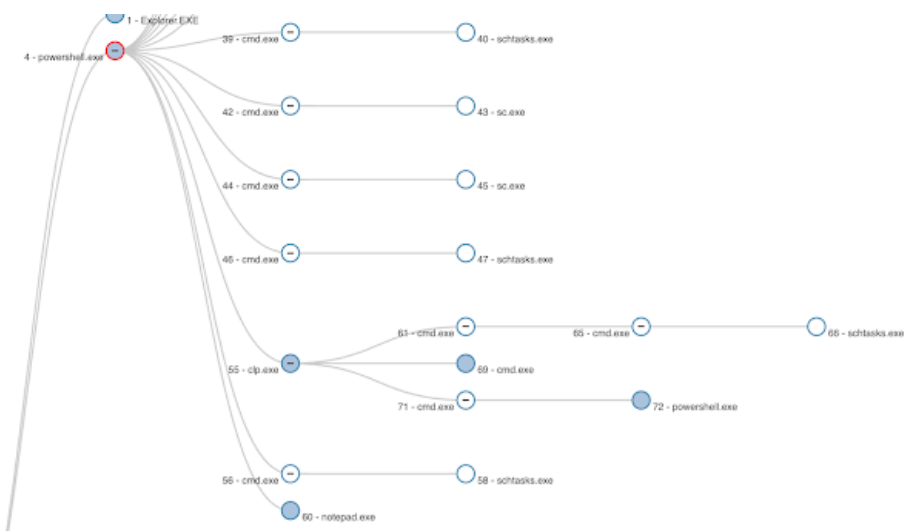 1 - Explorer.EXE
39 - cmd.exe
40 - schtasks.exe
4 - powershell.exe
42 - cmd.exe
43 - sc.exe
44 - cmd.exe
45 - sc.exe
46 - cmd.exe
47 - schtasks.exe
61 - cmd.exe
65 - cmd.exe
66 - schtasks.exe
55 - clp.exe
69 - cmd.exe
71 - cmd.exe
72 - powershell.exe
56 - cmd.exe
58 - schtasks.exe
60 - notepad.exe